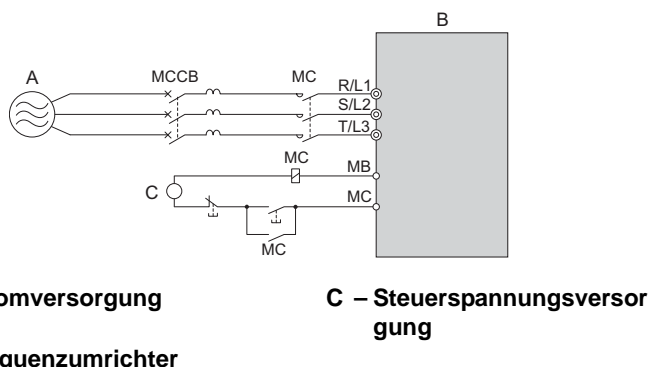 B
A
MCCB
MC
R/L1
S/L2
T/L3
MC
MB
C
MC
MC
omversorgung
C – Steuerspannungsversor
gung
quenzumrichter